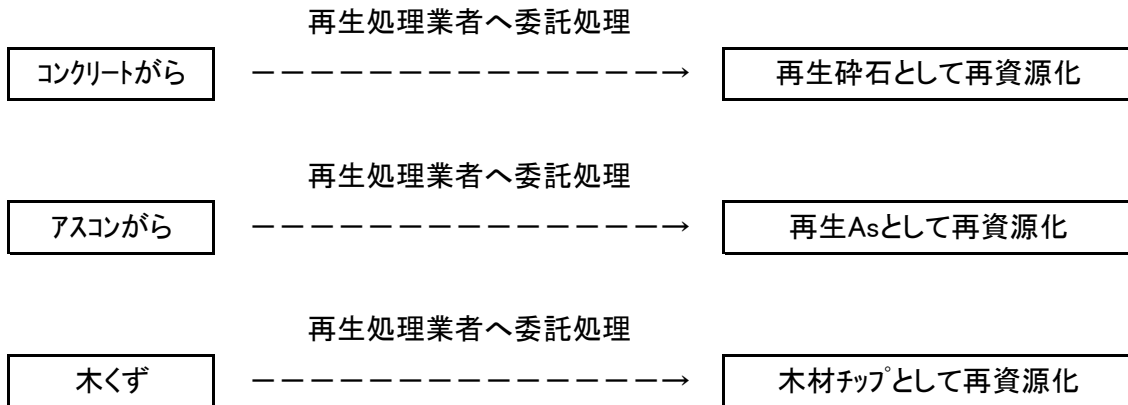 再生処理業者へ委託処理
コンクリートがら －－－－－－－－－－－－－－－→ 再生砕石として再資源化
再生処理業者へ委託処理
アスコンがら －－－－－－－－－－－－－－－→ 再生Asとして再資源化
再生処理業者へ委託処理
木くず －－－－－－－－－－－－－－－→ 木材チップとして再資源化